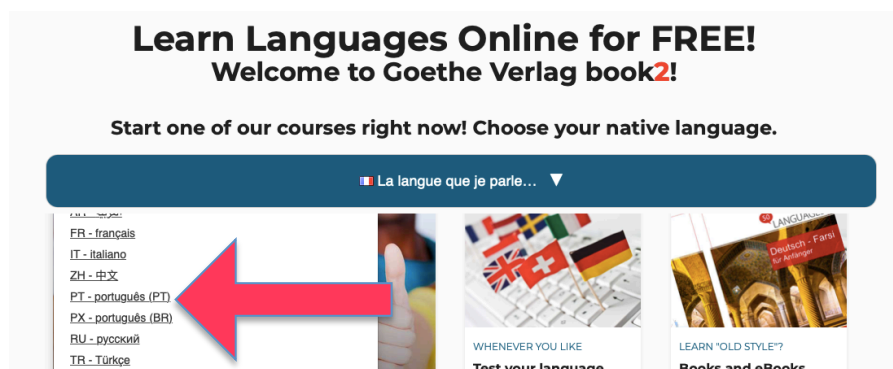 Learn Languages Online for FREE!
Welcome to Goethe Verlag book2!
Start one of our courses right now! Choose your native language.
La langue que je parle... ▼
FR - français
IT - italiano
ZH - 中文
PT - português (PT)
PX - português (BR)
RU - русский
TR - Türkçe
50 LANGUAGES
Deutsch - Farsi
für Anfänger
WHENEVER YOU LIKE
Test your language
LEARN "OLD STYLE"?
Books and eBooks